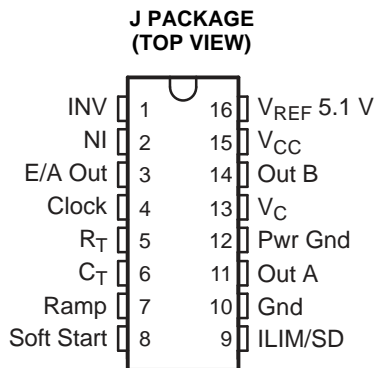 J PACKAGE
(TOP VIEW)
INV 1 16 VREF 5.1 V
NI 2 15 VCC
E/A Out 3 14 Out B
Clock 4 13 VC
RT 5 12 Pwr Gnd
CT 6 11 Out A
Ramp 7 10 Gnd
Soft Start 8 9 ILIM/SD